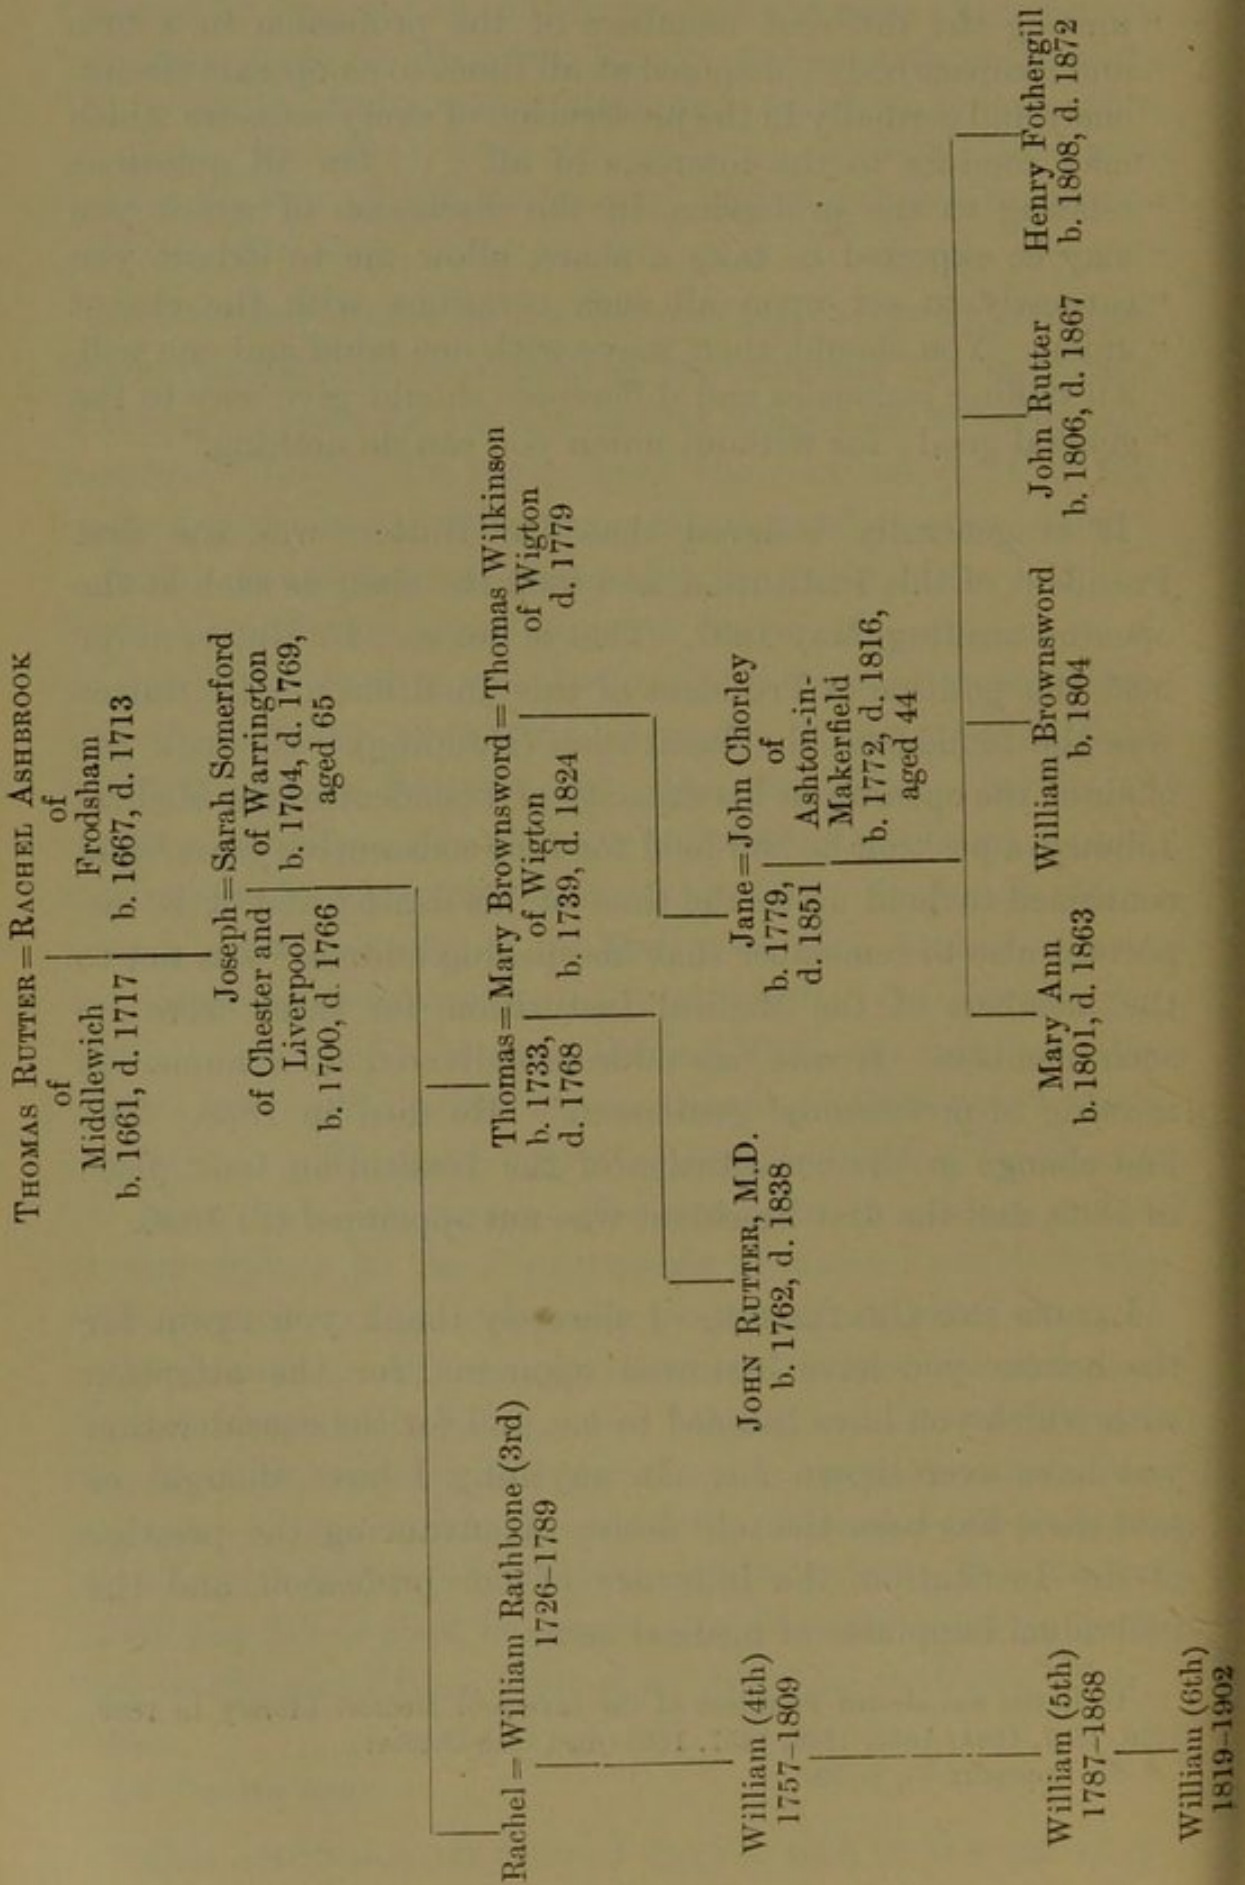 THOMAS RUTTER=RACHEL ASHBROOK
of of
Middlewich Frodsham
b. 1661, d. 1717 b. 1667, d. 1713
Joseph=Sarah Somerford
of Chester and of Warrington
Liverpool b. 1704, d. 1769,
b. 1700, d. 1766 aged 65
Rachel=William Rathbone (3rd)
1726–1789
Thomas=Mary Brownsword=Thomas Wilkinson
b. 1733, of Wigton of Wigton
d. 1768 b. 1739, d. 1824 d. 1779
William (4th)
1757–1809
JOHN RUTTER, M.D.
b. 1762, d. 1838
Jane=John Chorley
b. 1779, of
d. 1851 Ashton-in-
Makerfield
b. 1772, d. 1816,
aged 44
William (5th)
1787–1868
Mary Ann
b. 1801, d. 1863
William Brownsword
b. 1804
John Rutter
b. 1806, d. 1867
Henry Fothergill
b. 1808, d. 1872
William (6th)
1819–1902